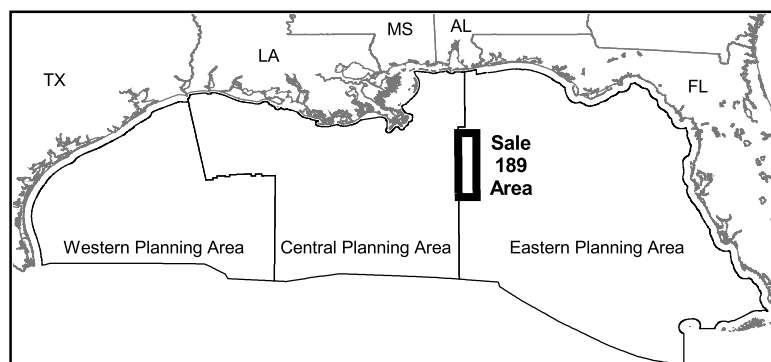 MS
AL
LA
TX
FL
Sale
189
Area
Western Planning Area
Central Planning Area
Eastern Planning Area